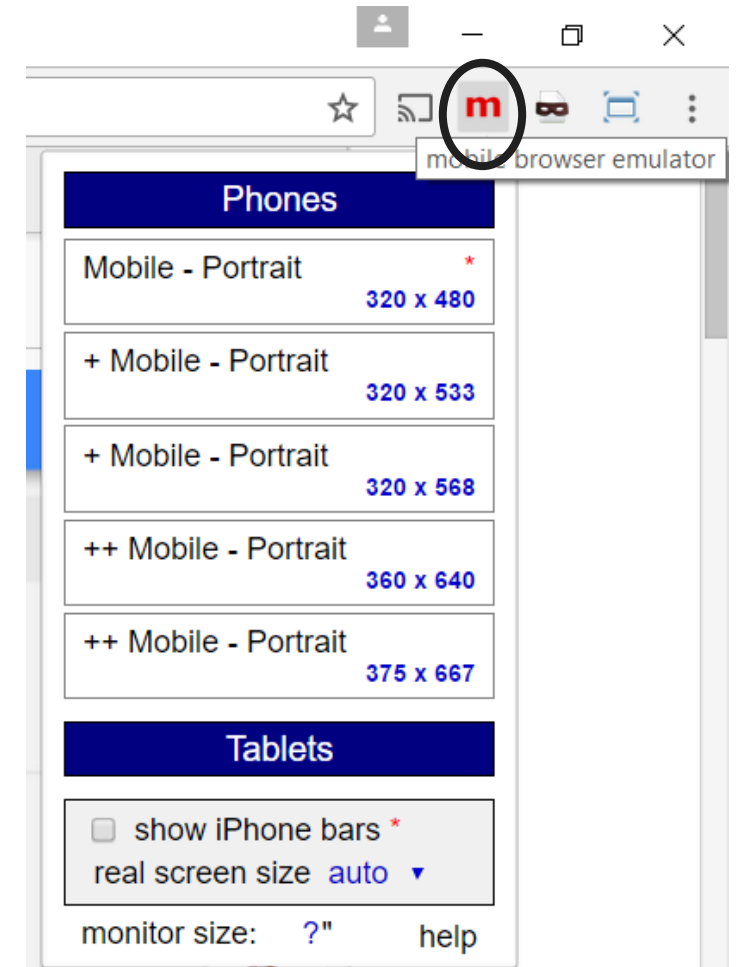 m
mobile browser emulator
Phones
Mobile - Portrait *
320 x 480
+ Mobile - Portrait
320 x 533
+ Mobile - Portrait
320 x 568
++ Mobile - Portrait
360 x 640
++ Mobile - Portrait
375 x 667
Tablets
show iPhone bars *
real screen size auto ▼
monitor size: ?" help